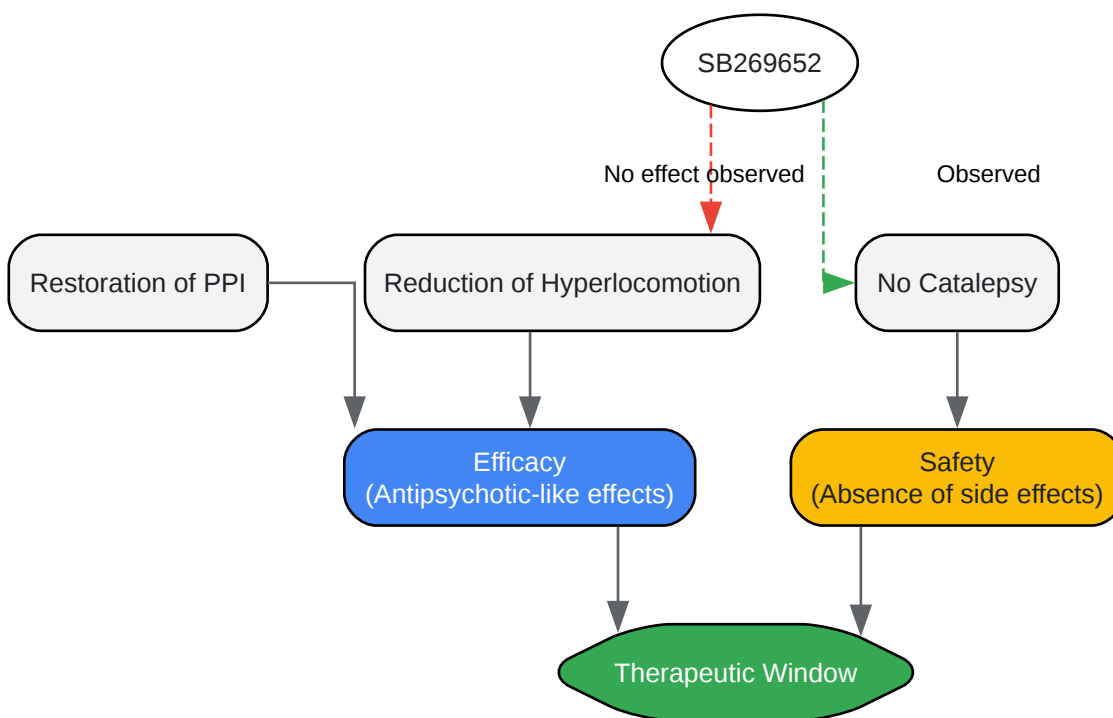 SB269652
No effect observed
Observed
Restoration of PPI
Reduction of Hyperlocomotion
No Catalepsy
Efficacy
(Antipsychotic-like effects)
Safety
(Absence of side effects)
Therapeutic Window